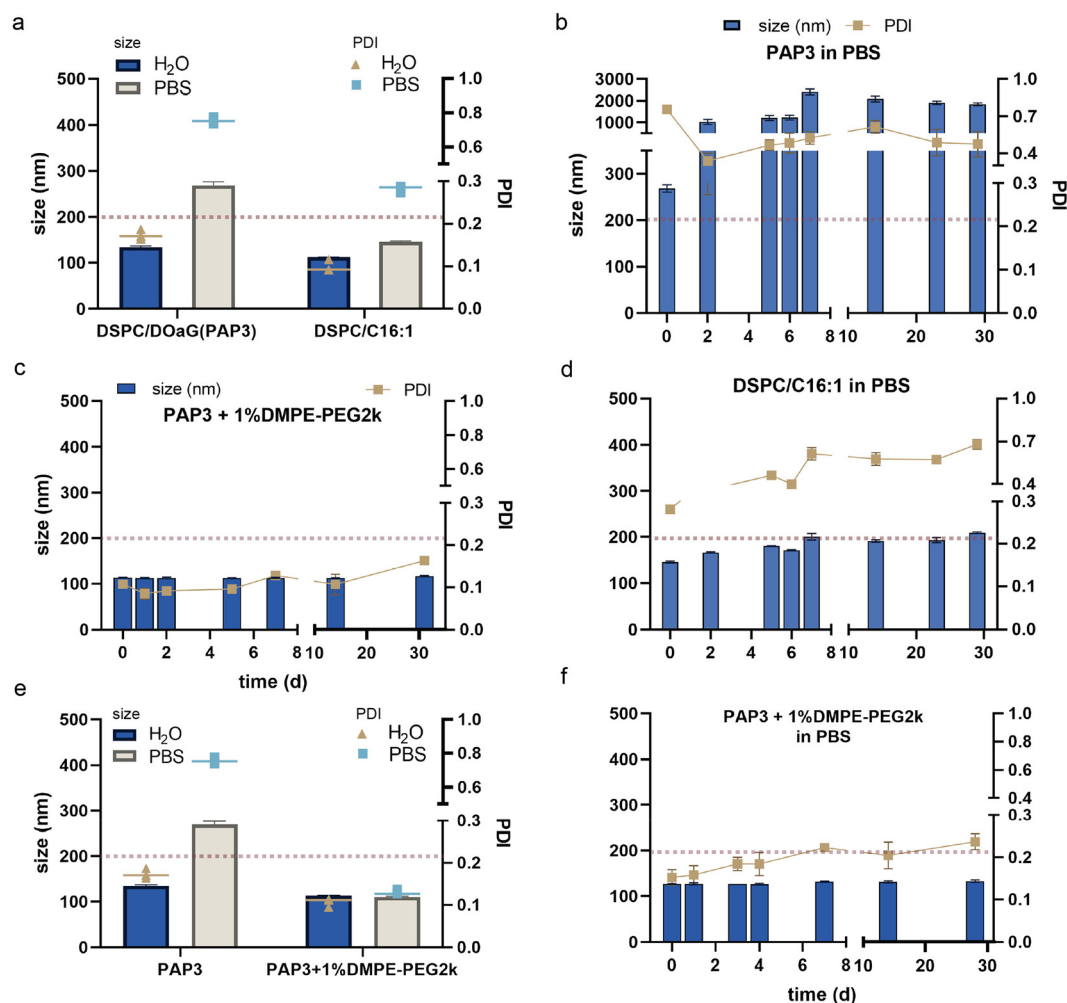 a
size
H₂O
PBS
PDI
H₂O
PBS
size (nm)
500
400
300
200
100
0
1.0
0.8
0.6
0.3
0.2
0.1
0.0
PDI
DSPC/DOaG(PAP3)
DSPC/C16:1
b
size (nm)
PDI
PAP3 in PBS
size (nm)
3000
2000
1000
300
200
100
0
1.0
0.7
0.4
0.3
0.2
0.1
0.0
PDI
0 2 4 6 8 10 20 30
c
size (nm)
PDI
PAP3 + 1%DMPE-PEG2k
size (nm)
500
400
300
200
100
0
1.0
0.8
0.6
0.3
0.2
0.1
0.0
PDI
0 2 4 6 8 10 20 30
time (d)
d
DSPC/C16:1 in PBS
500
400
300
200
100
0
1.0
0.7
0.4
0.3
0.2
0.1
0.0
0 2 4 6 8 10 20 30
e
size
H₂O
PBS
PDI
H₂O
PBS
size (nm)
500
400
300
200
100
0
1.0
0.8
0.6
0.3
0.2
0.1
0.0
PDI
PAP3
PAP3+1%DMPE-PEG2k
f
PAP3 + 1%DMPE-PEG2k
in PBS
500
400
300
200
100
0
1.0
0.8
0.6
0.4
0.3
0.2
0.1
0.0
0 2 4 6 8 10 20 30
time (d)